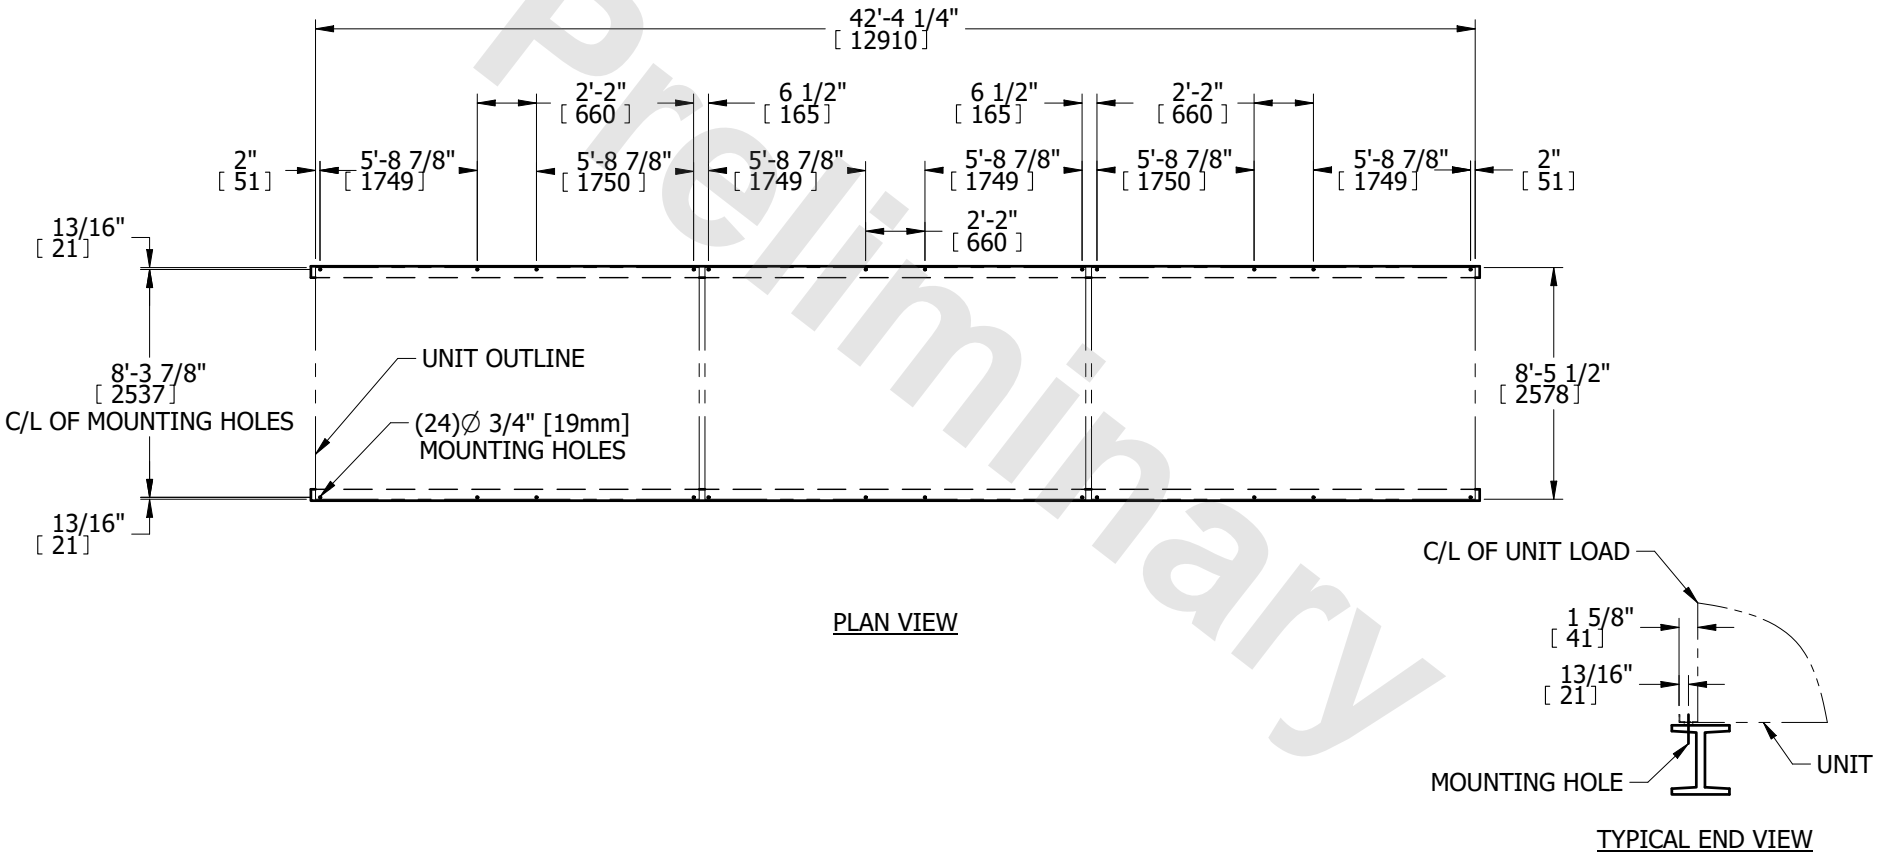 42'-4 1/4"
[ 12910 ]
2'-2"
[ 660 ]
6 1/2"
[ 165 ]
6 1/2"
[ 165 ]
2'-2"
[ 660 ]
2"
[ 51 ]
5'-8 7/8"
[ 1749 ]
5'-8 7/8"
[ 1750 ]
5'-8 7/8"
[ 1749 ]
5'-8 7/8"
[ 1749 ]
5'-8 7/8"
[ 1750 ]
5'-8 7/8"
[ 1749 ]
2"
[ 51 ]
2'-2"
[ 660 ]
13/16"
[ 21 ]
8'-3 7/8"
[ 2537 ]
C/L OF MOUNTING HOLES
UNIT OUTLINE
(24)∅ 3/4" [19mm]
MOUNTING HOLES
8'-5 1/2"
[ 2578 ]
13/16"
[ 21 ]
Preliminary
PLAN VIEW
C/L OF UNIT LOAD
1 5/8"
[ 41 ]
13/16"
[ 21 ]
MOUNTING HOLE
UNIT
TYPICAL END VIEW